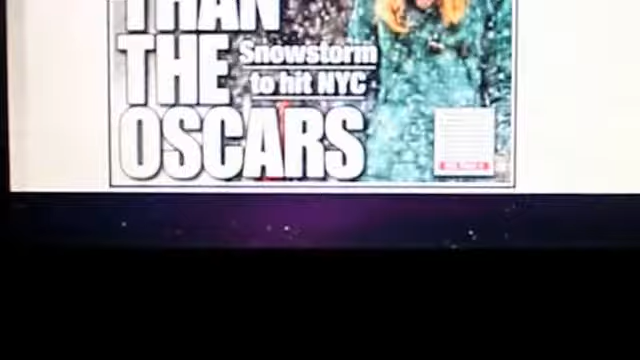 THAN
THE
Snowstorm
to hit NYC
OSCARS